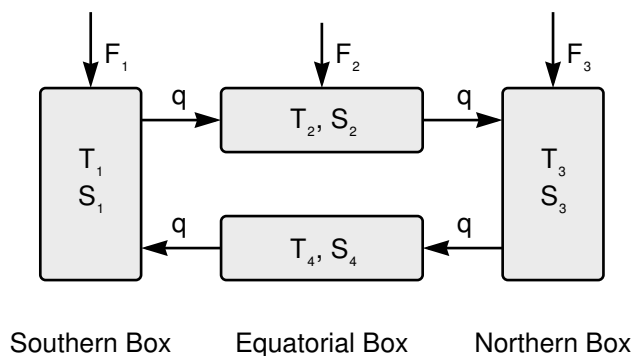 F₁
F₂
F₃
q
q
T₂, S₂
T₁
S₁
T₃
S₃
q
q
T₄, S₄
Southern Box
Equatorial Box
Northern Box